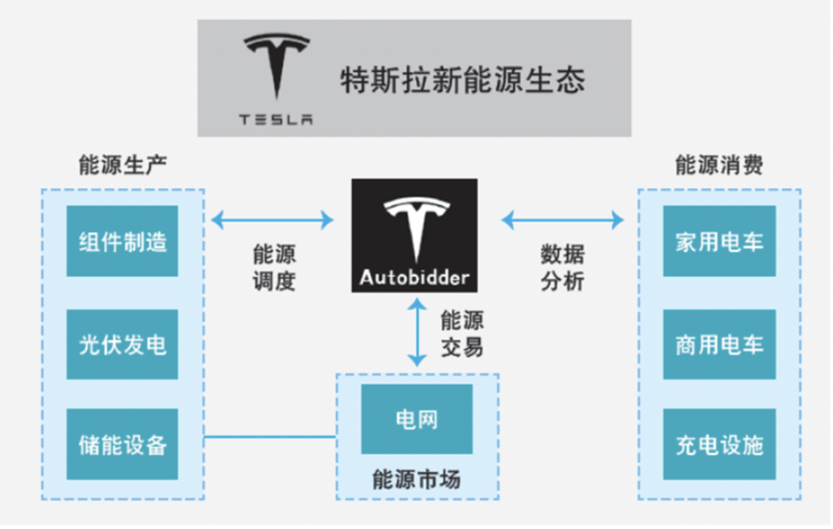 TESLA
特斯拉新能源生态
能源生产
能源消费
组件制造
光伏发电
储能设备
能源
调度
Autobidder
数据
分析
能源
交易
电网
能源市场
家用电车
商用电车
充电设施